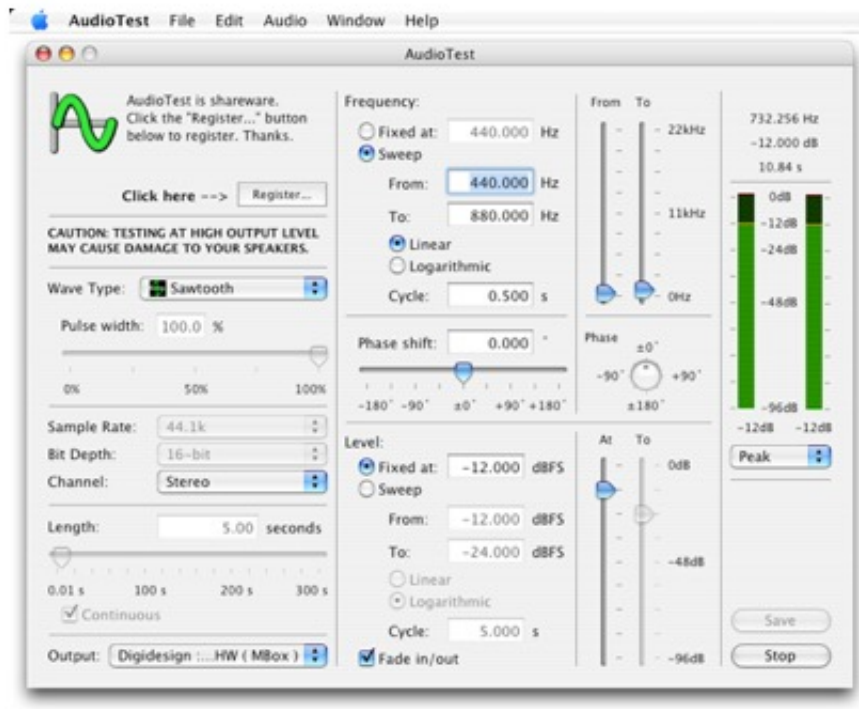 AudioTest File Edit Audio Window Help
AudioTest
AudioTest is shareware.
Click the "Register..." button
below to register. Thanks.
Click here --> Register...
CAUTION: TESTING AT HIGH OUTPUT LEVEL
MAY CAUSE DAMAGE TO YOUR SPEAKERS.
Wave Type: Sawtooth
Pulse width: 100.0 %
0% 50% 100%
Sample Rate: 44.1k
Bit Depth: 16-bit
Channel: Stereo
Length: 5.00 seconds
0.01 s 100 s 200 s 300 s
Continuous
Output: Digidesign :...HW ( MBox )
Frequency:
Fixed at: 440.000 Hz
Sweep
From: 440.000 Hz
To: 880.000 Hz
Linear
Logarithmic
Cycle: 0.500 s
Phase shift: 0.000 °
-180° -90° ±0° +90° +180°
Level:
Fixed at: -12.000 dBFS
Sweep
From: -12.000 dBFS
To: -24.000 dBFS
Linear
Logarithmic
Cycle: 5.000 s
Fade in/out
From To
22kHz
11kHz
0Hz
Phase
±0°
-90° +90°
±180°
At To
0dB
-48dB
-96dB
732.256 Hz
-12.000 dB
10.84 s
0dB
-12dB
-24dB
-48dB
-96dB
-12dB -12dB
Peak
Save
Stop